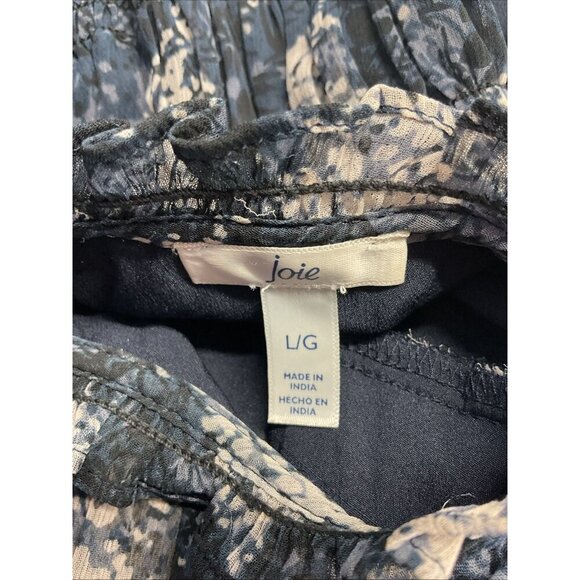 joie
L/G
MADE IN
INDIA
HECHO EN
INDIA